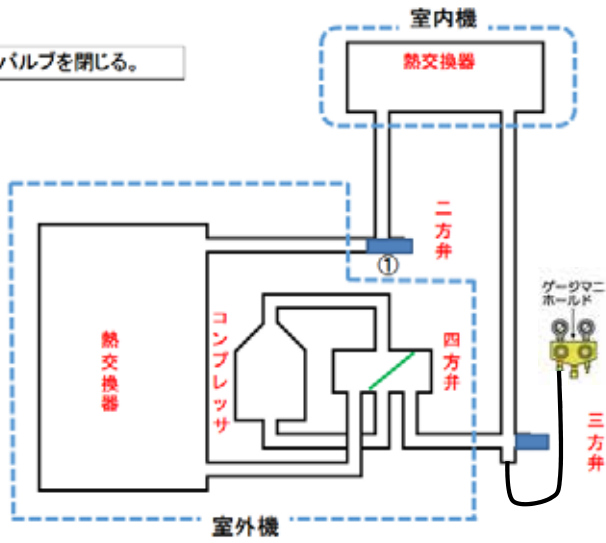 室内機
バルブを閉じる。
熱交換器
二方弁
①
ゲージマニ
ホールド
コンプレッサ
四方弁
熱交換器
三方弁
室外機